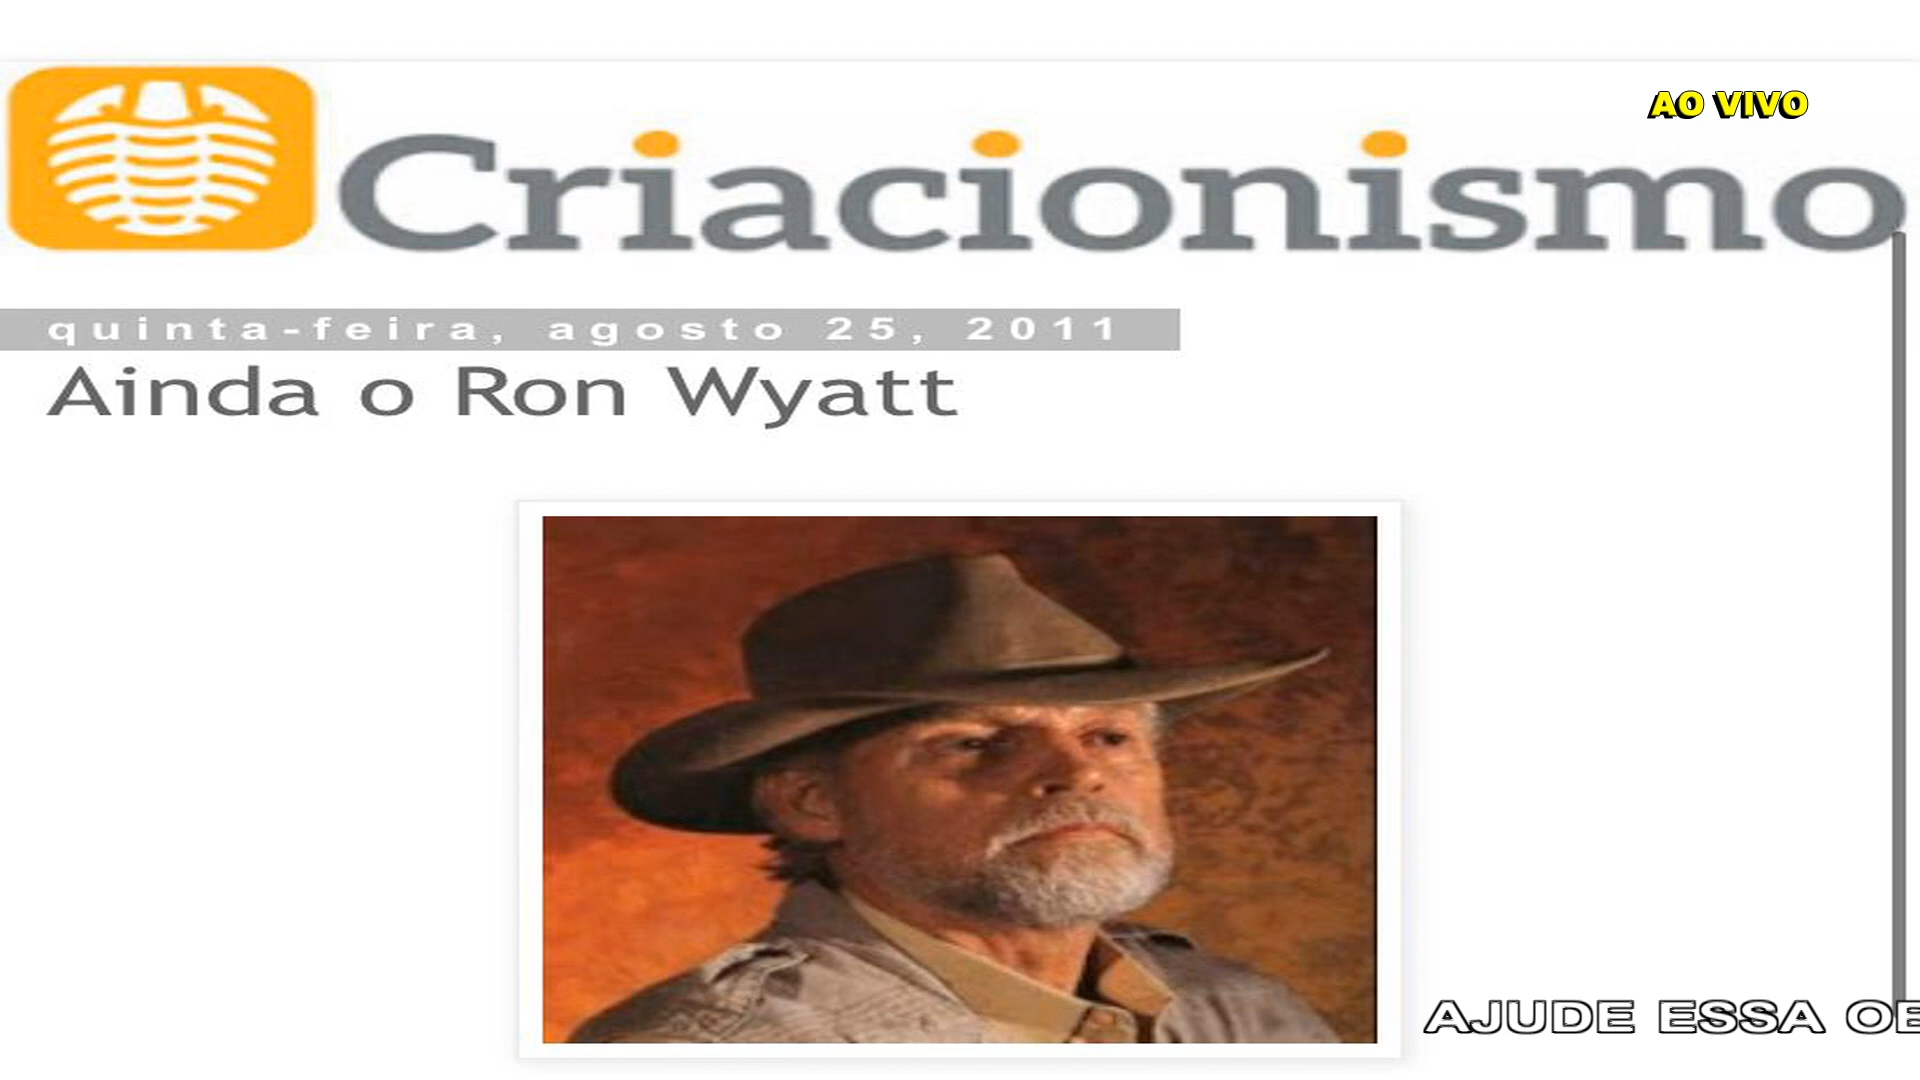 AO VIVO
Criacionismo
quinta-feira, agosto 25, 2011
Ainda o Ron Wyatt
AJUDE ESSA